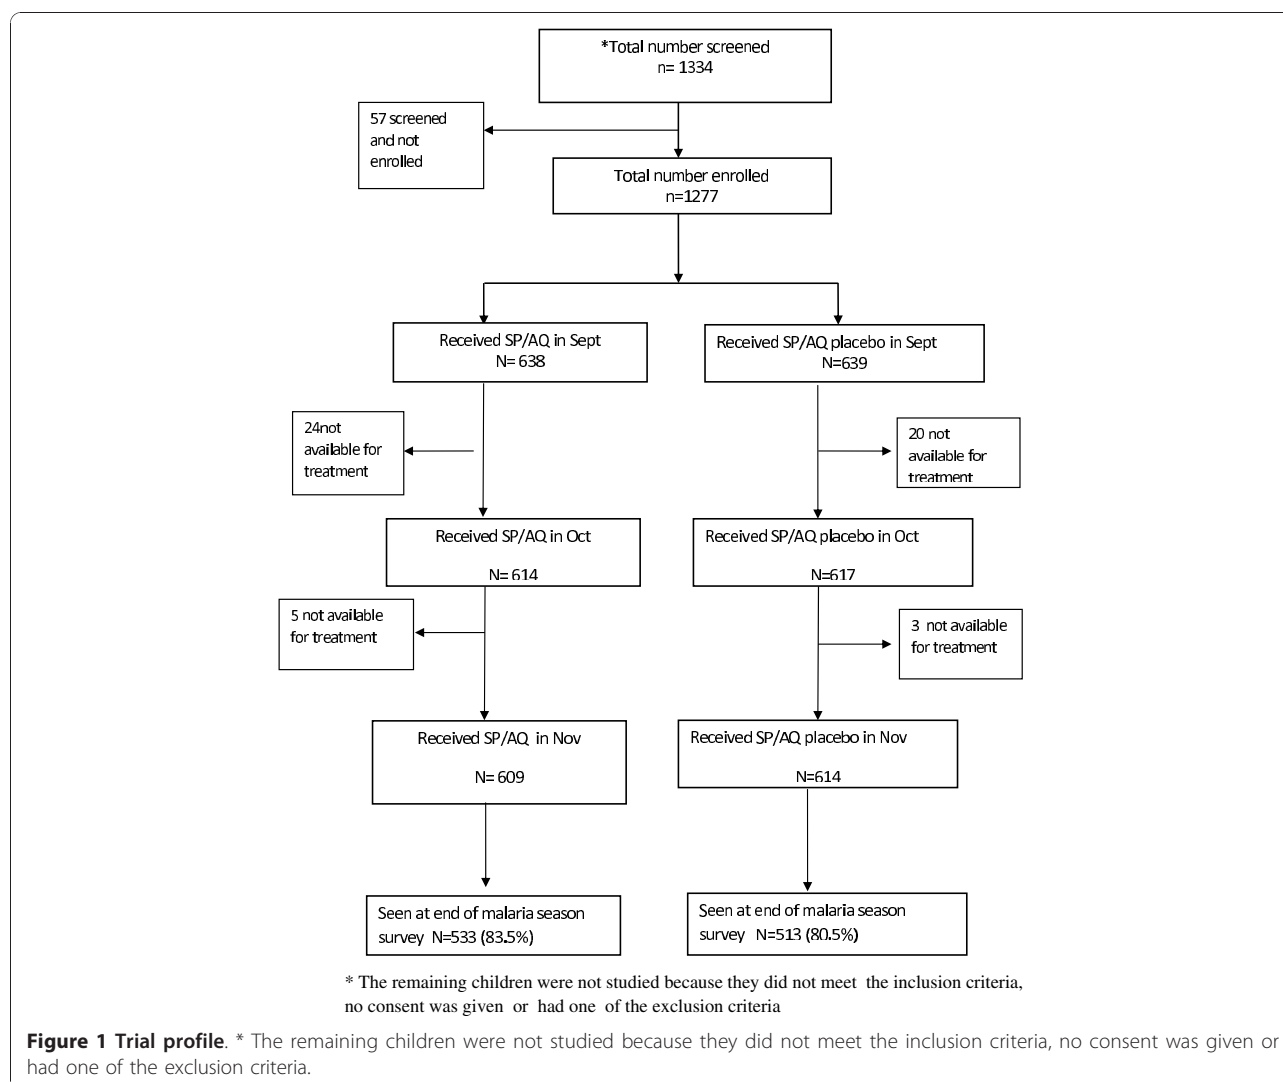 *Total number screened
n= 1334
57 screened
and not
enrolled
Total number enrolled
n=1277
Received SP/AQ in Sept
N= 638
Received SP/AQ placebo in Sept
N=639
24not
available for
treatment
20 not
available for
treatment
Received SP/AQ in Oct
N= 614
Received SP/AQ placebo in Oct
N=617
5 not available
for treatment
3 not available
for treatment
Received SP/AQ in Nov
N= 609
Received SP/AQ placebo in Nov
N=614
Seen at end of malaria season
survey N=533 (83.5%)
Seen at end of malaria season
survey N=513 (80.5%)
* The remaining children were not studied because they did not meet the inclusion criteria,
no consent was given or had one of the exclusion criteria
Figure 1 Trial profile. * The remaining children were not studied because they did not meet the inclusion criteria, no consent was given or
had one of the exclusion criteria.